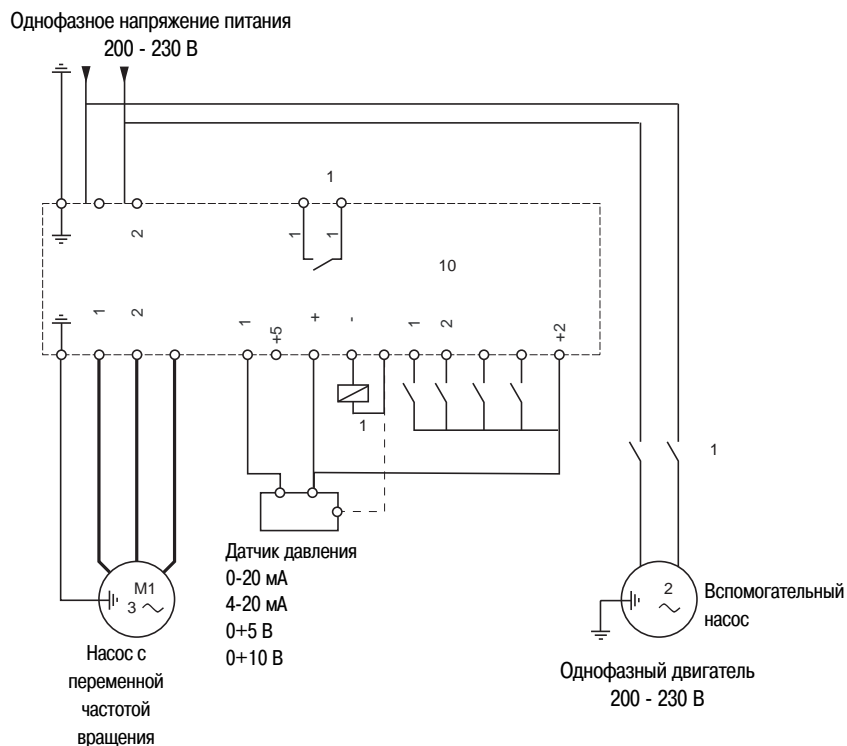 Однофазное напряжение питания
200 - 230 В
1
2
1
1
10
1
2
1
+5
+
-
1
2
+2
1
1
Датчик давления
0-20 мА
4-20 мА
0+5 В
0+10 В
M1
3
Насос с
переменной
частотой
вращения
2
Вспомогательный
насос
Однофазный двигатель
200 - 230 В